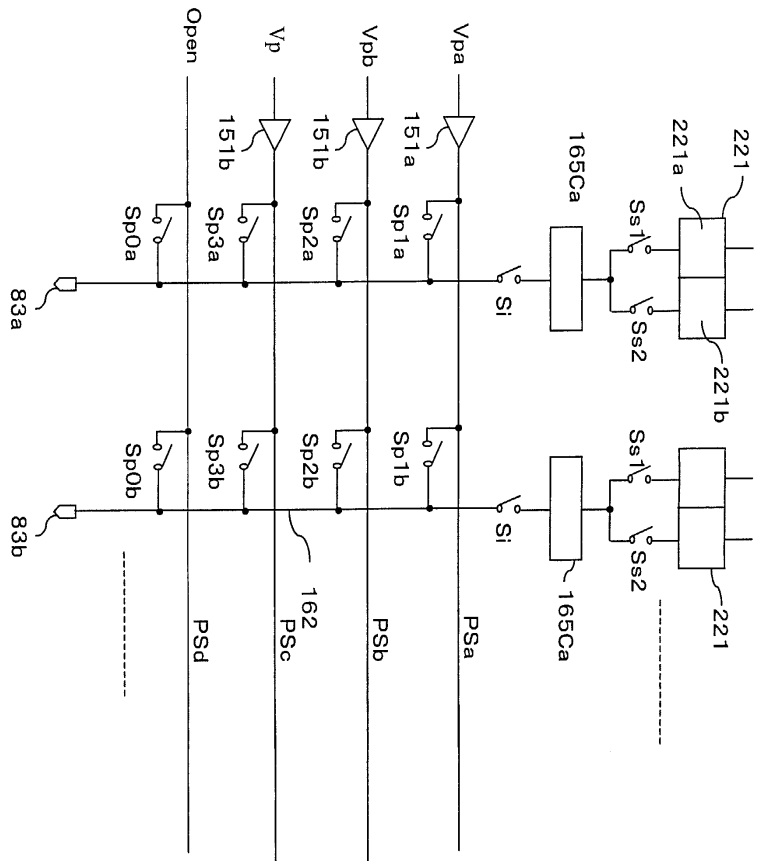 221
221b
221
221a
Ss1
Ss2
Ss1
Ss2
165Ca
165Ca
Si
Si
Vpa
PSa
151a
Sp1a
Sp1b
Vpb
PSb
151b
Sp2a
Sp2b
162
Vp
PSc
151b
Sp3a
Sp3b
Open
PSd
Sp0a
Sp0b
83a
83b